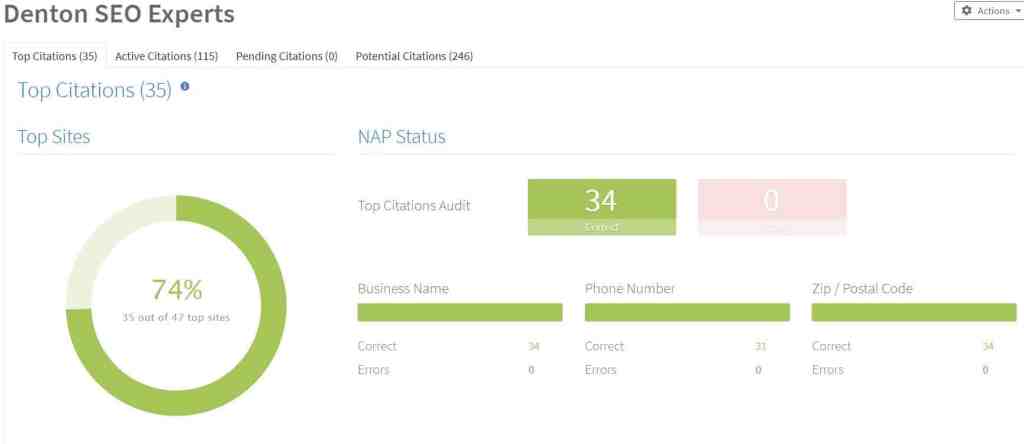 Denton SEO Experts
Actions
Top Citations (35) Active Citations (115) Pending Citations (0) Potential Citations (246)
Top Citations (35)
Top Sites
NAP Status
Top Citations Audit
34
Correct
0
74%
35 out of 47 top sites
Business Name Phone Number Zip / Postal Code
Correct 34 Correct 31 Correct 34
Errors 0 Errors 0 Errors 0